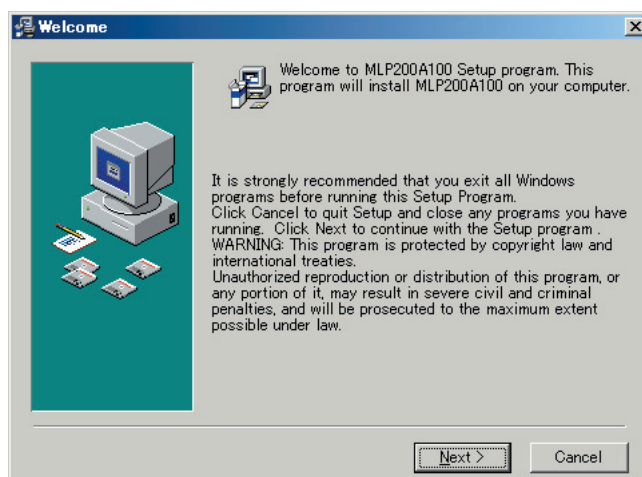 Welcome
Welcome to MLP200A100 Setup program. This
program will install MLP200A100 on your computer.
It is strongly recommended that you exit all Windows
programs before running this Setup Program.
Click Cancel to quit Setup and close any programs you have
running. Click Next to continue with the Setup program .
WARNING: This program is protected by copyright law and
international treaties.
Unauthorized reproduction or distribution of this program, or
any portion of it, may result in severe civil and criminal
penalties, and will be prosecuted to the maximum extent
possible under law.
Next >
Cancel